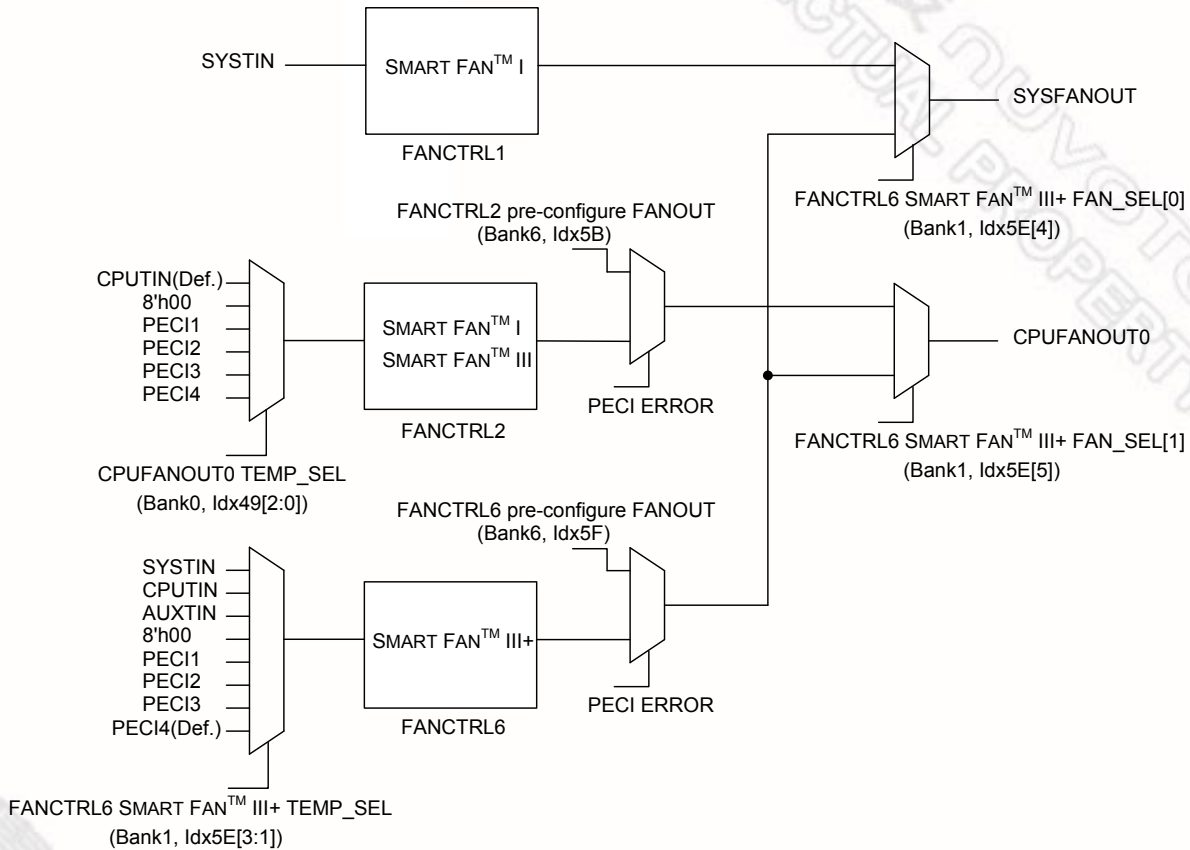 SYSTIN
SMART FAN™ I
FANCTRL1
SYSFANOUT
FANCTRL6 SMART FAN™ III+ FAN_SEL[0]
(Bank1, Idx5E[4])
FANCTRL2 pre-configure FANOUT
(Bank6, Idx5B)
CPUTIN(Def.)
8'h00
PECI1
PECI2
PECI3
PECI4
SMART FAN™ I
SMART FAN™ III
FANCTRL2
PECI ERROR
CPUFANOUT0
FANCTRL6 SMART FAN™ III+ FAN_SEL[1]
(Bank1, Idx5E[5])
CPUFANOUT0 TEMP_SEL
(Bank0, Idx49[2:0])
FANCTRL6 pre-configure FANOUT
(Bank6, Idx5F)
SYSTIN
CPUTIN
AUXTIN
8'h00
PECI1
PECI2
PECI3
PECI4(Def.)
SMART FAN™ III+
FANCTRL6
PECI ERROR
FANCTRL6 SMART FAN™ III+ TEMP_SEL
(Bank1, Idx5E[3:1])
nuvoTo
CTUAL PROPERTY